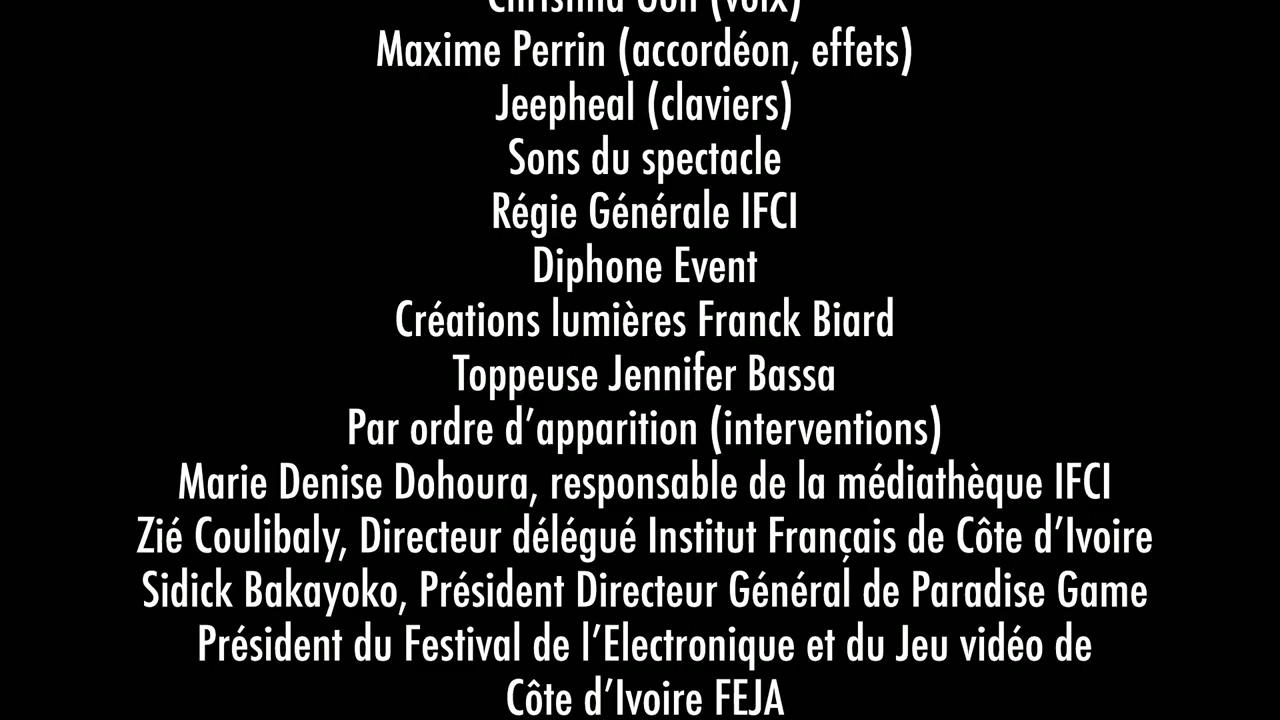 (voix)
Maxime Perrin (accordéon, effets)
Jeepheal (claviers)
Sons du spectacle
Régie Générale IFCI
Diphone Event
Créations lumières Franck Biard
Toppeuse Jennifer Bassa
Par ordre d’apparition (interventions)
Marie Denise Dohoura, responsable de la médiathèque IFCI
Zié Coulibaly, Directeur délégué Institut Français de Côte d’Ivoire
Sidick Bakayoko, Président Directeur Général de Paradise Game
Président du Festival de l’Electronique et du Jeu vidéo de
Côte d’Ivoire FEJA